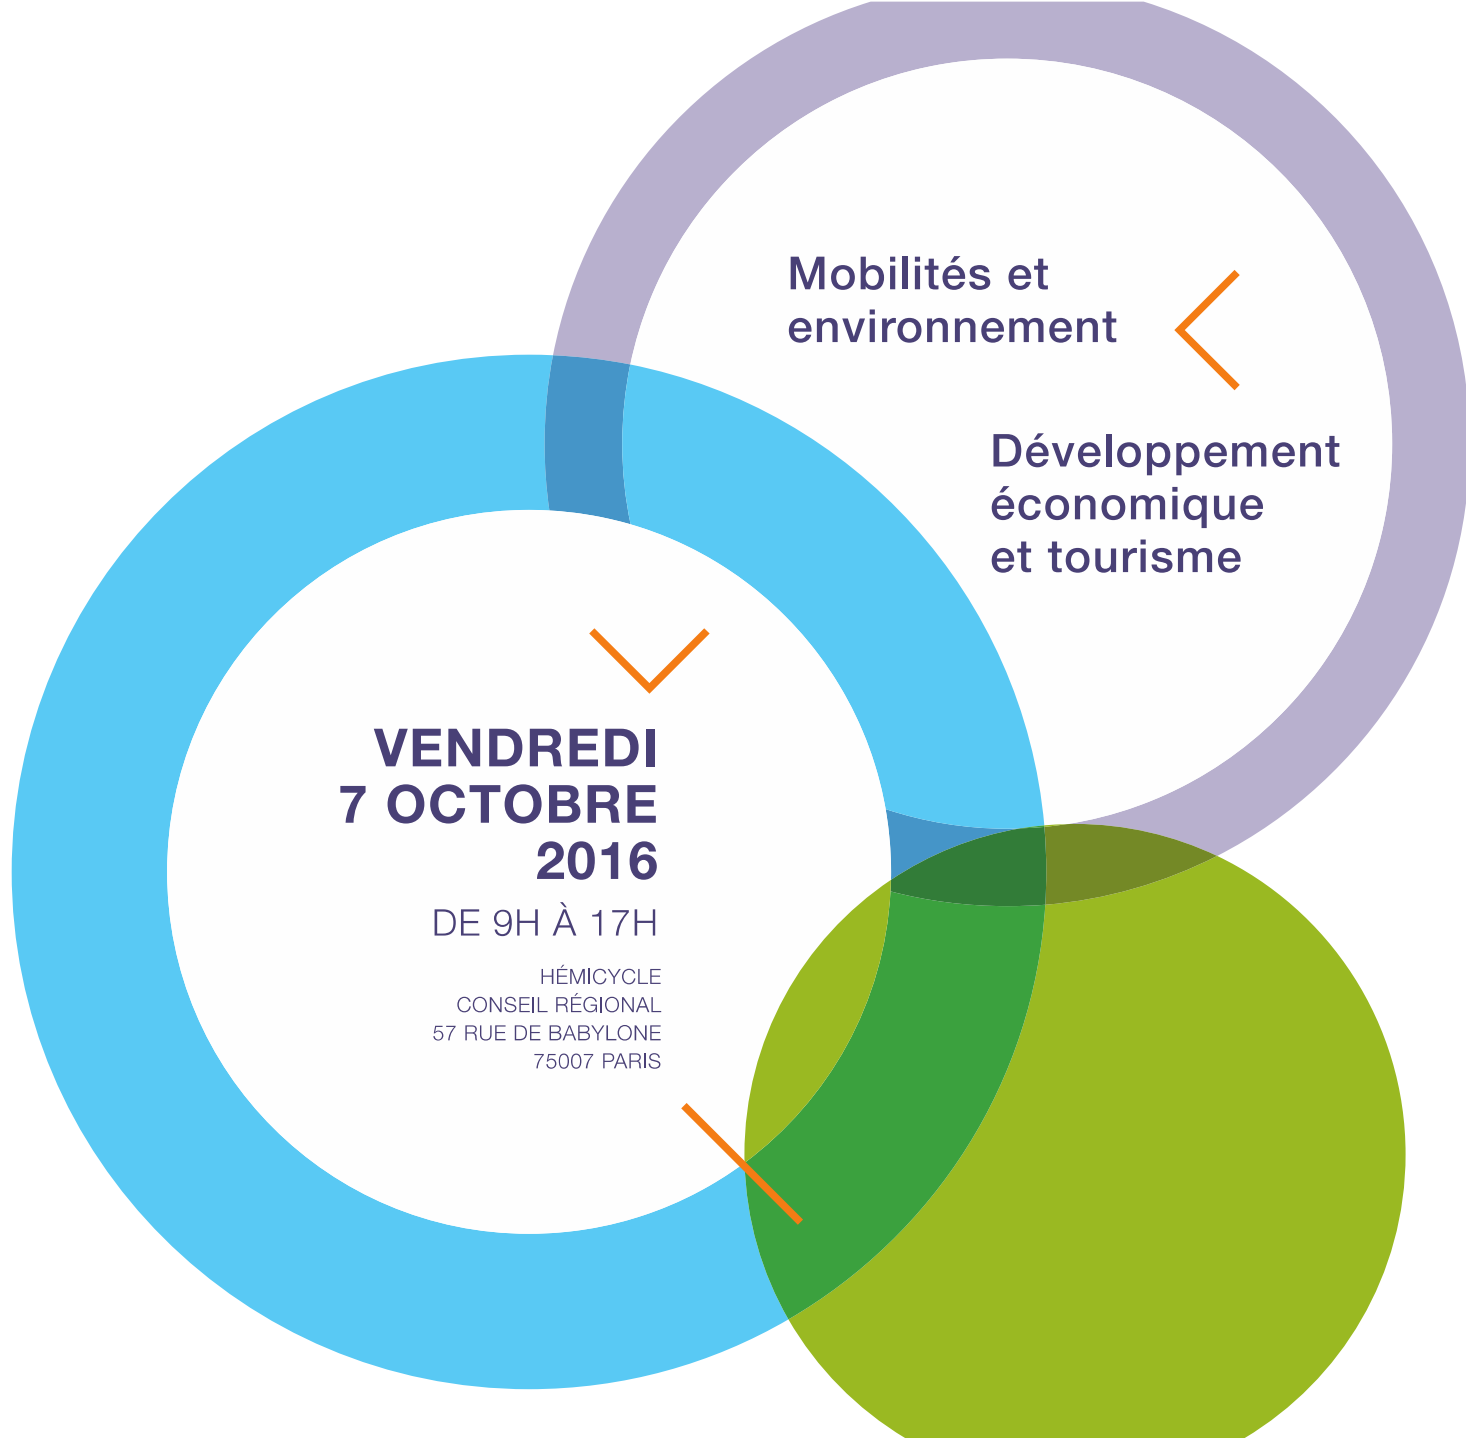 Mobilités et
environnement
Développement
économique
et tourisme
VENDREDI
7 OCTOBRE
2016
DE 9H À 17H
HÉMICYCLE
CONSEIL RÉGIONAL
57 RUE DE BABYLONE
75007 PARIS